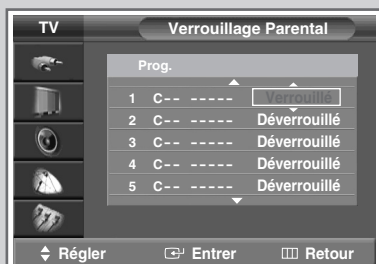 TV Verrouillage Parental
Prog.
1 C-- ----- Verrouillé
2 C-- ----- Déverrouillé
3 C-- ----- Déverrouillé
4 C-- ----- Déverrouillé
5 C-- ----- Déverrouillé
Régler Entrer Retour